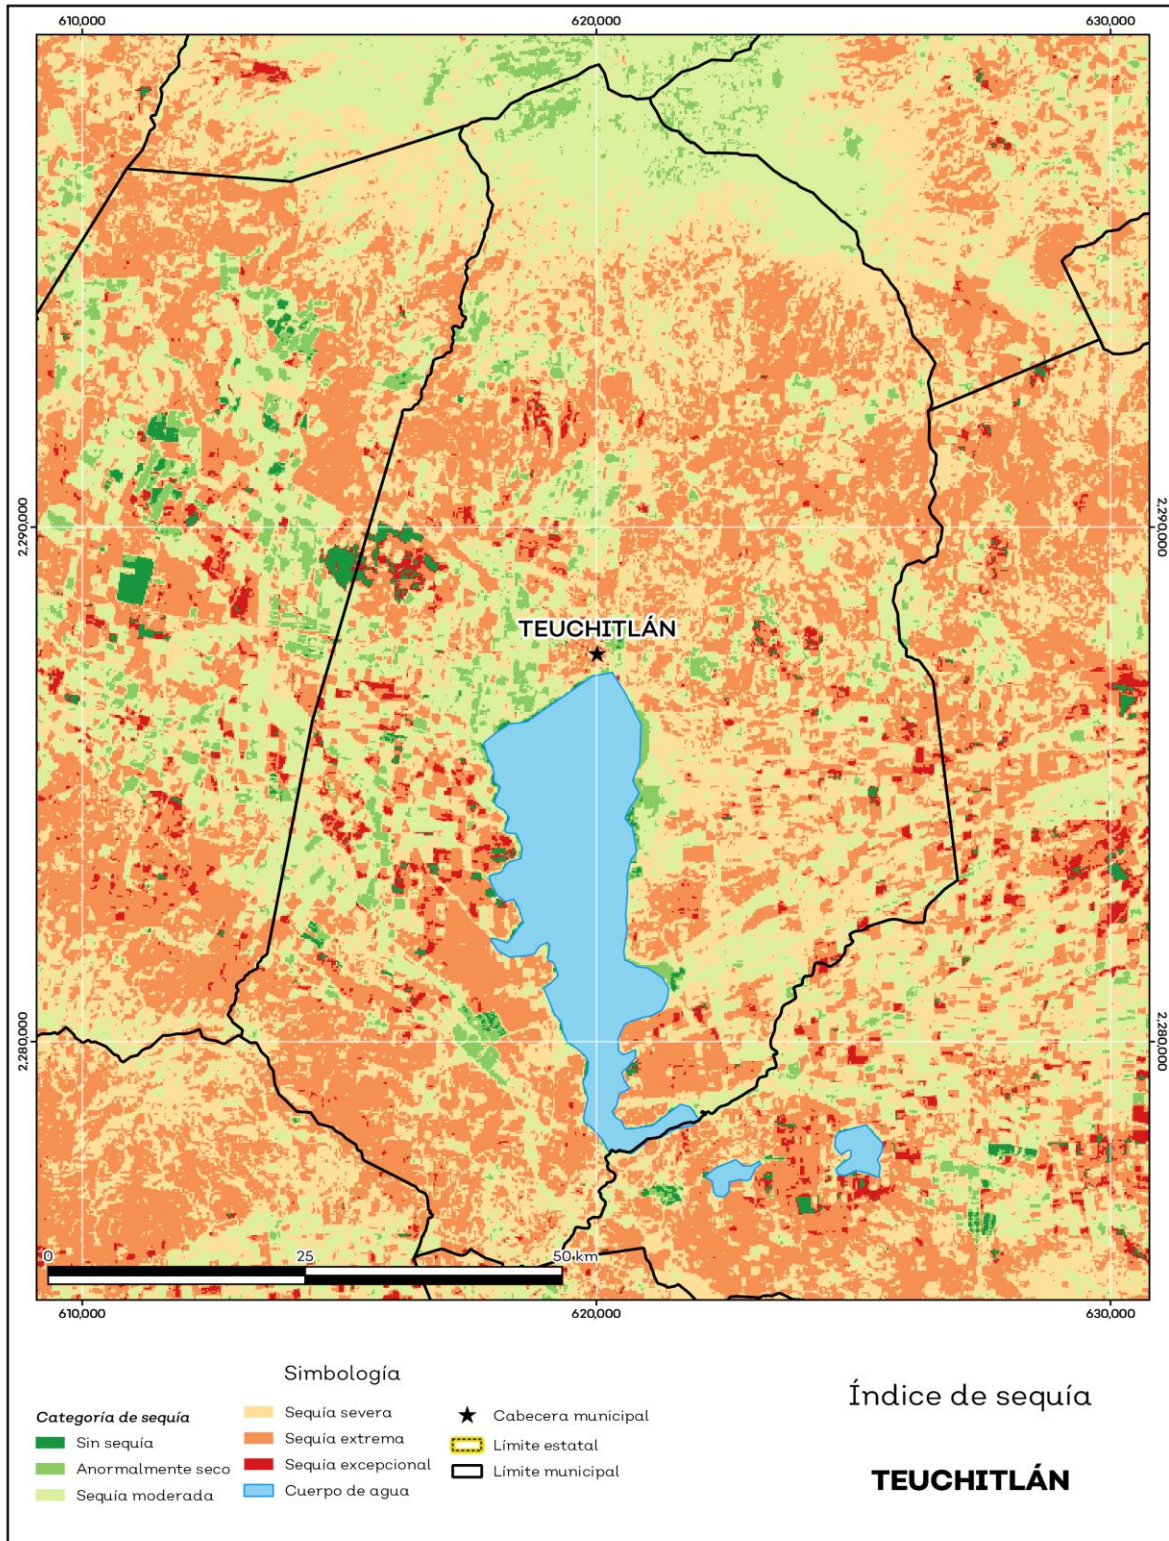 610,000 620,000 630,000
2,290,000 2,290,000
TEUCHITLÁN
2,280,000 2,280,000
0 25 50 km
610,000 620,000 630,000
Simbología
Categoría de sequía
Sin sequía
Anormalmente seco
Sequía moderada
Sequía severa
Sequía extrema
Sequía excepcional
Cuerpo de agua
Cabecera municipal
Límite estatal
Límite municipal
Índice de sequía
TEUCHITLÁN